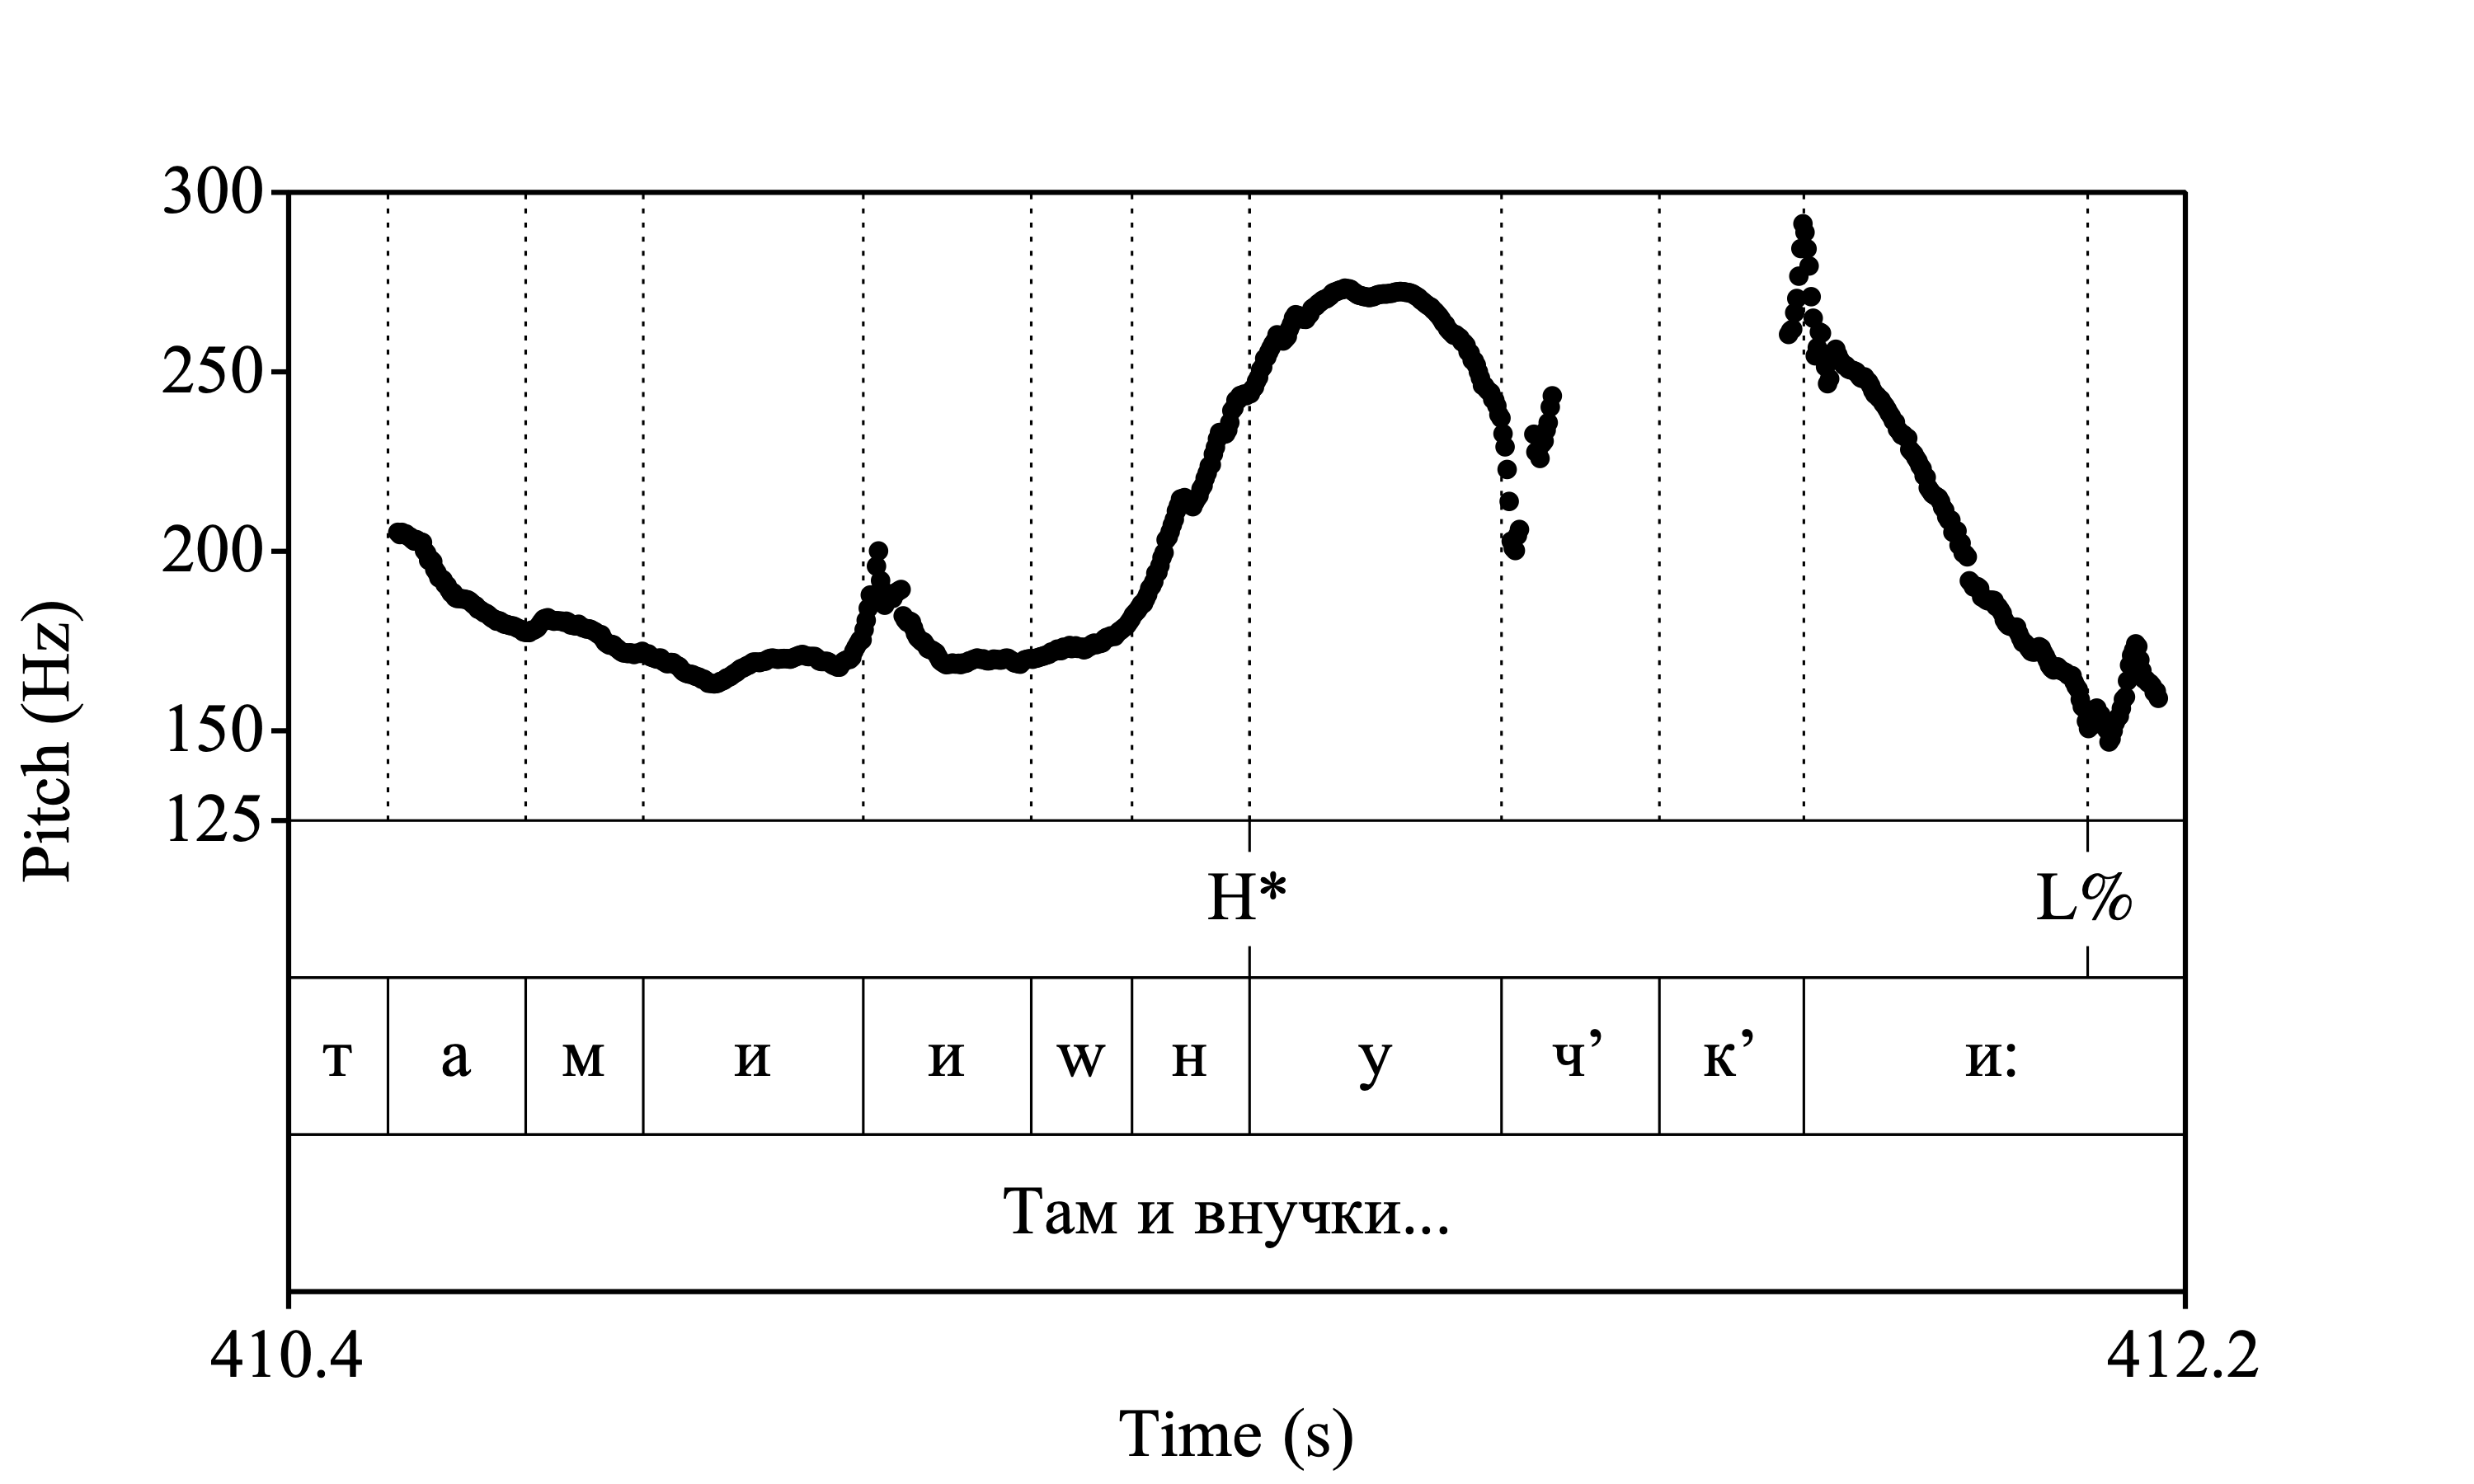 300
250
200
150
125
Pitch (Hz)
H* L%
т а м и и w н у ч’ к’ и:
Там и внучки...
410.4 412.2
Time (s)